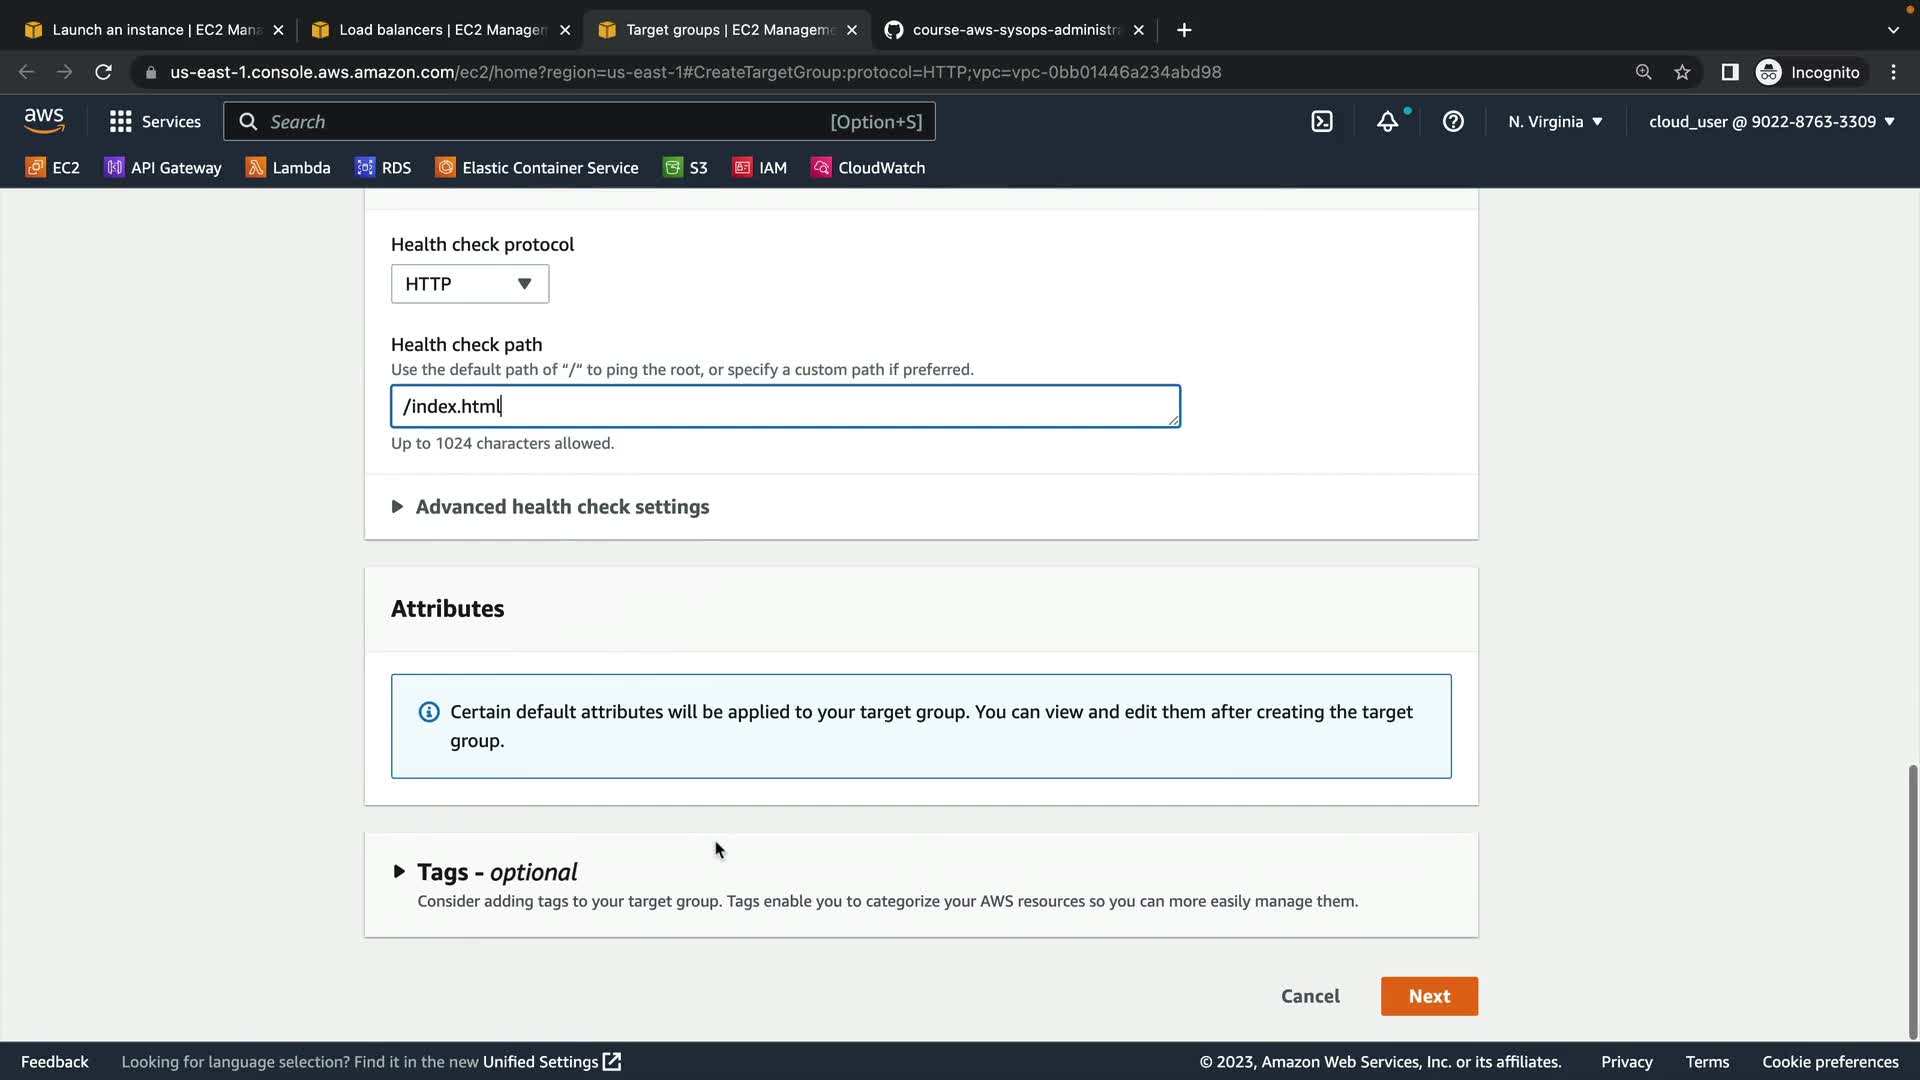 Launch an instance | EC2 Mana
Load balancers | EC2 Managem
Target groups | EC2 Manageme
course-aws-sysops-administra
us-east-1.console.aws.amazon.com/ec2/home?region=us-east-1#CreateTargetGroup:protocol=HTTP;vpc=vpc-0bb01446a234abd98
Incognito
aws
Services
Search
[Option+S]
N. Virginia
cloud_user @ 9022-8763-3309
EC2
API Gateway
Lambda
RDS
Elastic Container Service
S3
IAM
CloudWatch
Health check protocol
HTTP
Health check path
Use the default path of “/” to ping the root, or specify a custom path if preferred.
/index.html
Up to 1024 characters allowed.
Advanced health check settings
Attributes
Certain default attributes will be applied to your target group. You can view and edit them after creating the target
group.
Tags - optional
Consider adding tags to your target group. Tags enable you to categorize your AWS resources so you can more easily manage them.
Cancel
Next
Feedback
Looking for language selection? Find it in the new Unified Settings
© 2023, Amazon Web Services, Inc. or its affiliates.
Privacy
Terms
Cookie preferences